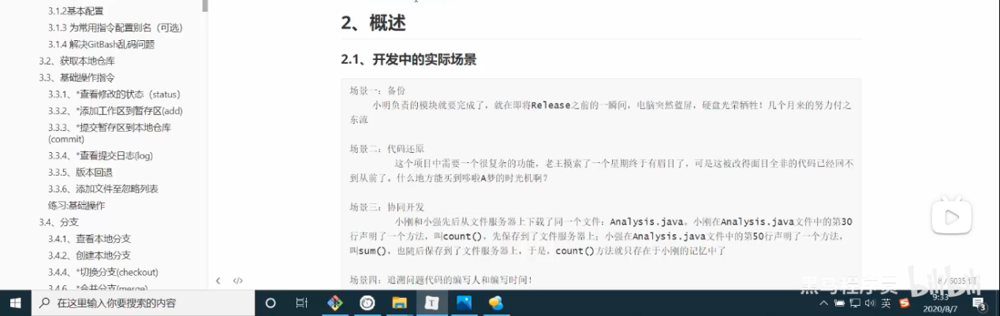 3.1.2基本配置
3.1.3 为常用指令配置别名（可选）
3.1.4 解决GitBash乱码问题
3.2、获取本地仓库
3.3、基础操作指令
3.3.1、*查看修改的状态（status）
3.3.2、*添加工作区到暂存区(add)
3.3.3、*提交暂存区到本地仓库
(commit)
3.3.4、*查看提交日志(log)
3.3.5、版本回退
3.3.6、添加文件至忽略列表
练习:基础操作
3.4、分支
3.4.1、查看本地分支
3.4.2、创建本地分支
3.4.4、*切换分支(checkout)
3.4.6、*合并分支(merge)
2、概述
2.1、开发中的实际场景
场景一：备份
小明负责的模块就要完成了，就在即将Release之前的一瞬间，电脑突然蓝屏，硬盘光荣牺牲！几个月来的努力付之
东流
场景二：代码还原
这个项目中需要一个很复杂的功能，老王摸索了一个星期终于有眉目了，可是这被改得面目全非的代码已经回不
到从前了。什么地方能买到哆啦A梦的时光机啊？
场景三：协同开发
小刚和小强先后从文件服务器上下载了同一个文件：Analysis.java。小刚在Analysis.java文件中的第30
行声明了一个方法，叫count()，先保存到了文件服务器上；小强在Analysis.java文件中的第50行声明了一个方法，
叫sum()，也随后保存到了文件服务器上，于是，count()方法就只存在于小刚的记忆中了
场景四：追溯问题代码的编写人和编写时间！
黑马程序员 bilibili
在这里输入你要搜索的内容
英
9:33
2020/8/7
3